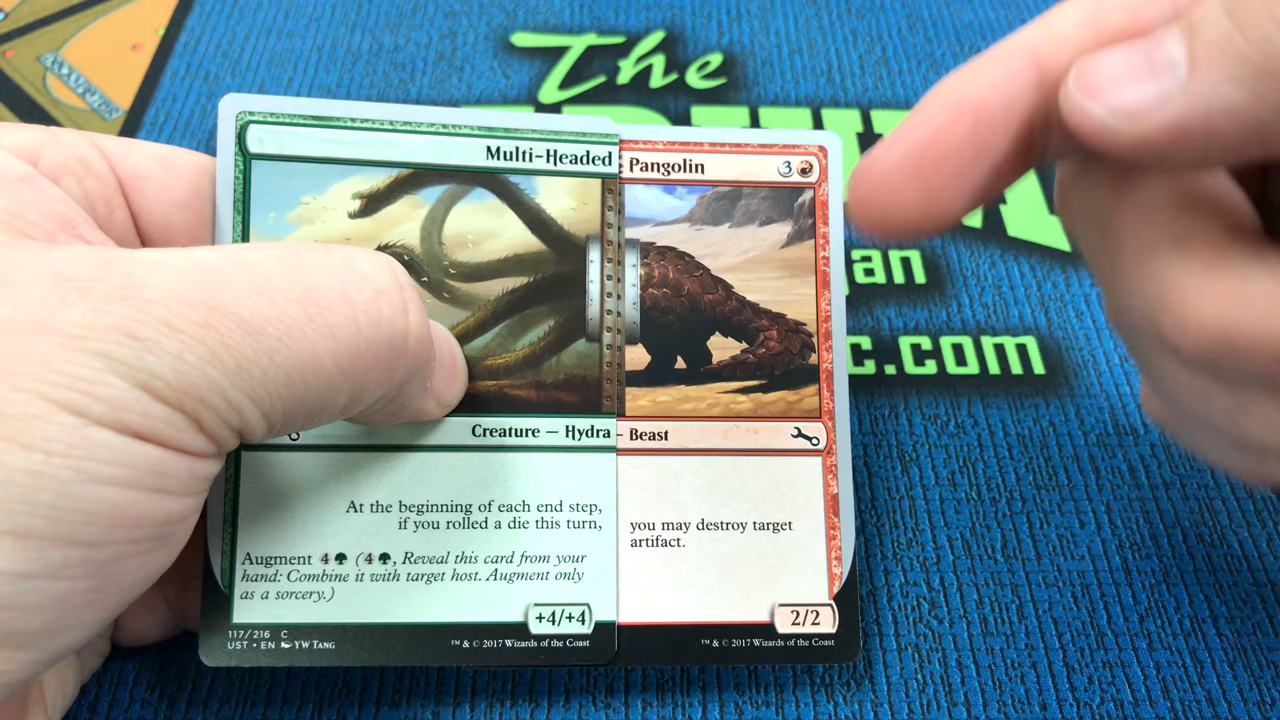 The
an
c.com
Multi-Headed
Pangolin 3
Creature — Hydra
- Beast
At the beginning of each end step,
if you rolled a die this turn,
you may destroy target
artifact.
Augment 4 (4, Reveal this card from your
hand: Combine it with target host. Augment only
as a sorcery.)
+4/+4
2/2
117/216 C
UST • EN YW TANG
™ & © 2017 Wizards of the Coast
™ & © 2017 Wizards of the Coast